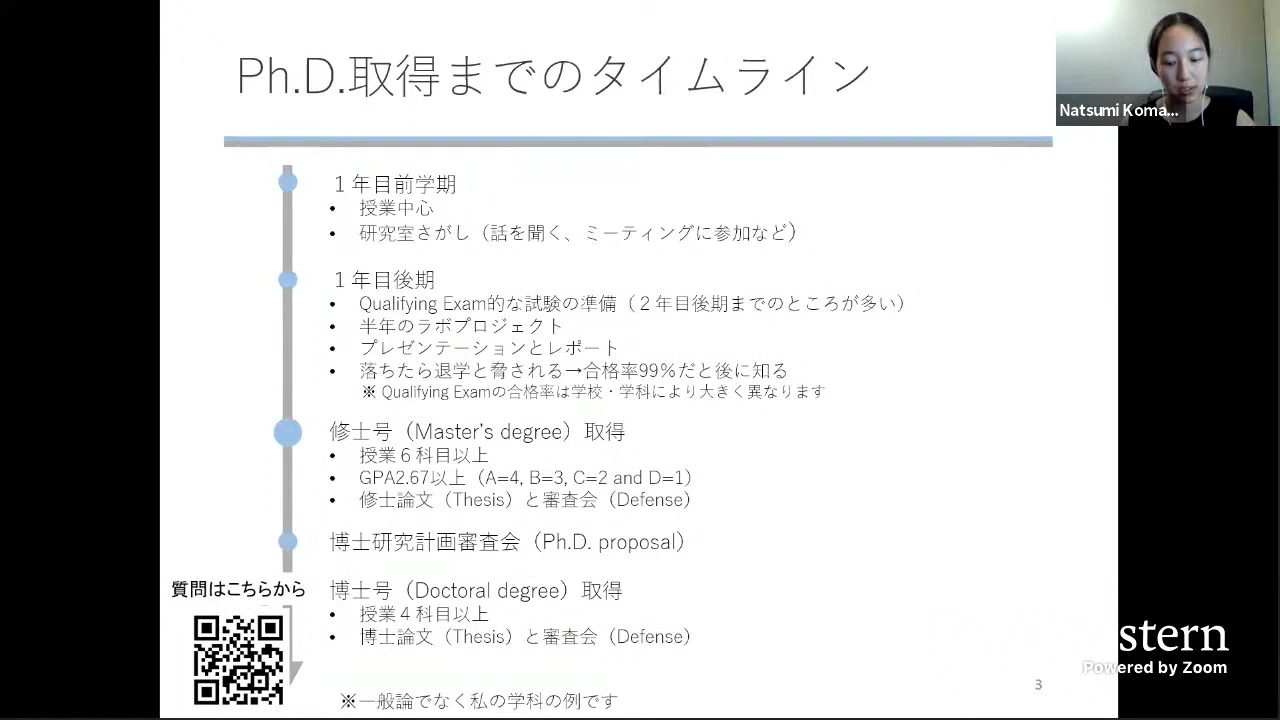 Ph.D.取得までのタイムライン
Natsumi Koma...
１年目前学期
• 授業中心
• 研究室さがし（話を聞く、ミーティングに参加など）
１年目後期
• Qualifying Exam的な試験の準備（２年目後期までのところが多い）
• 半年のラボプロジェクト
• プレゼンテーションとレポート
• 落ちたら退学と脅される→合格率99%だと後に知る
※ Qualifying Examの合格率は学校・学科により大きく異なります
修士号（Master's degree）取得
• 授業６科目以上
• GPA2.67以上（A=4, B=3, C=2 and D=1）
• 修士論文（Thesis）と審査会（Defense）
博士研究計画審査会（Ph.D. proposal）
質問はこちらから
博士号（Doctoral degree）取得
• 授業４科目以上
• 博士論文（Thesis）と審査会（Defense）
※一般論でなく私の学科の例です
3
stern
Powered by Zoom